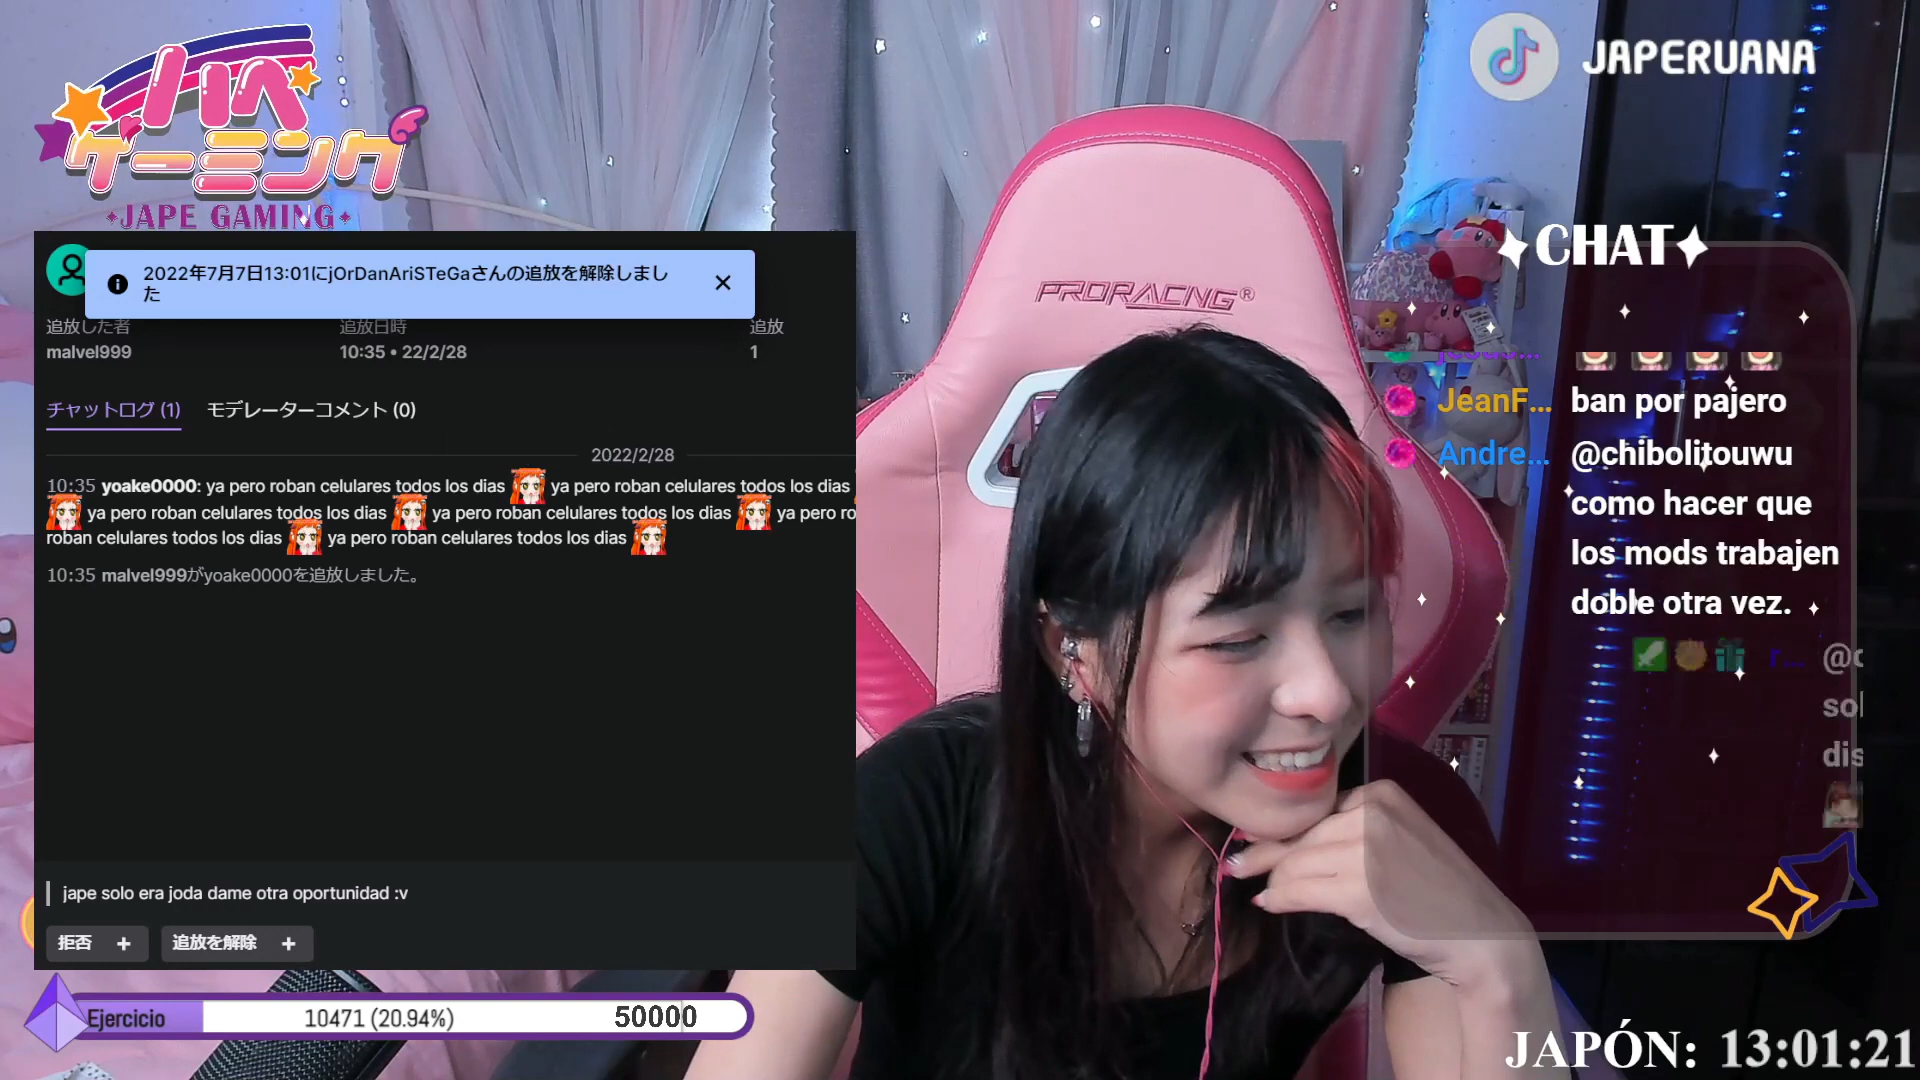 ハペ
ゲーミング
JAPE GAMING
JAPERUANA
2022年7月7日13:01にjOrDanAriSTeGaさんの追放を解除しまし
た
追放した者 追放日時 追放
malvel999 10:35 • 22/2/28 1
チャットログ (1) モデレーターコメント (0)
2022/2/28
10:35 yoake0000: ya pero roban celulares todos los dias ya pero roban celulares todos los dias
ya pero roban celulares todos los dias ya pero roban celulares todos los dias ya pero ro
roban celulares todos los dias ya pero roban celulares todos los dias
10:35 malvel999がyoake0000を追放しました。
jape solo era joda dame otra oportunidad :v
拒否 + 追放を解除 +
Ejercicio 10471 (20.94%) 50000
PRORACNG®
CHAT
JeanF... ban por pajero
Andre... @chibolitouwu
como hacer que
los mods trabajen
doble otra vez.
r...
sol
dis
JAPÓN: 13:01:21